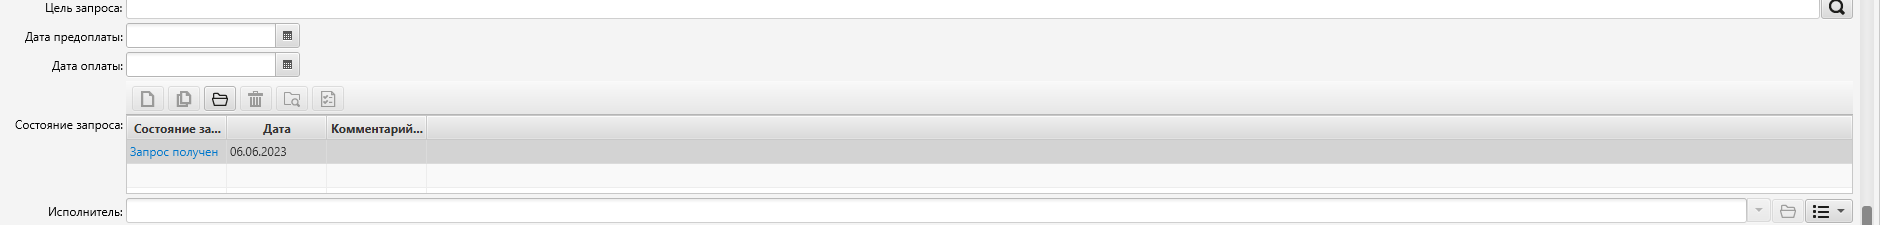 Цель запроса:
Дата предоплаты:
Дата оплаты:
Состояние запроса:
Состояние за... Дата Комментарий...
Запрос получен 06.06.2023
Исполнитель: